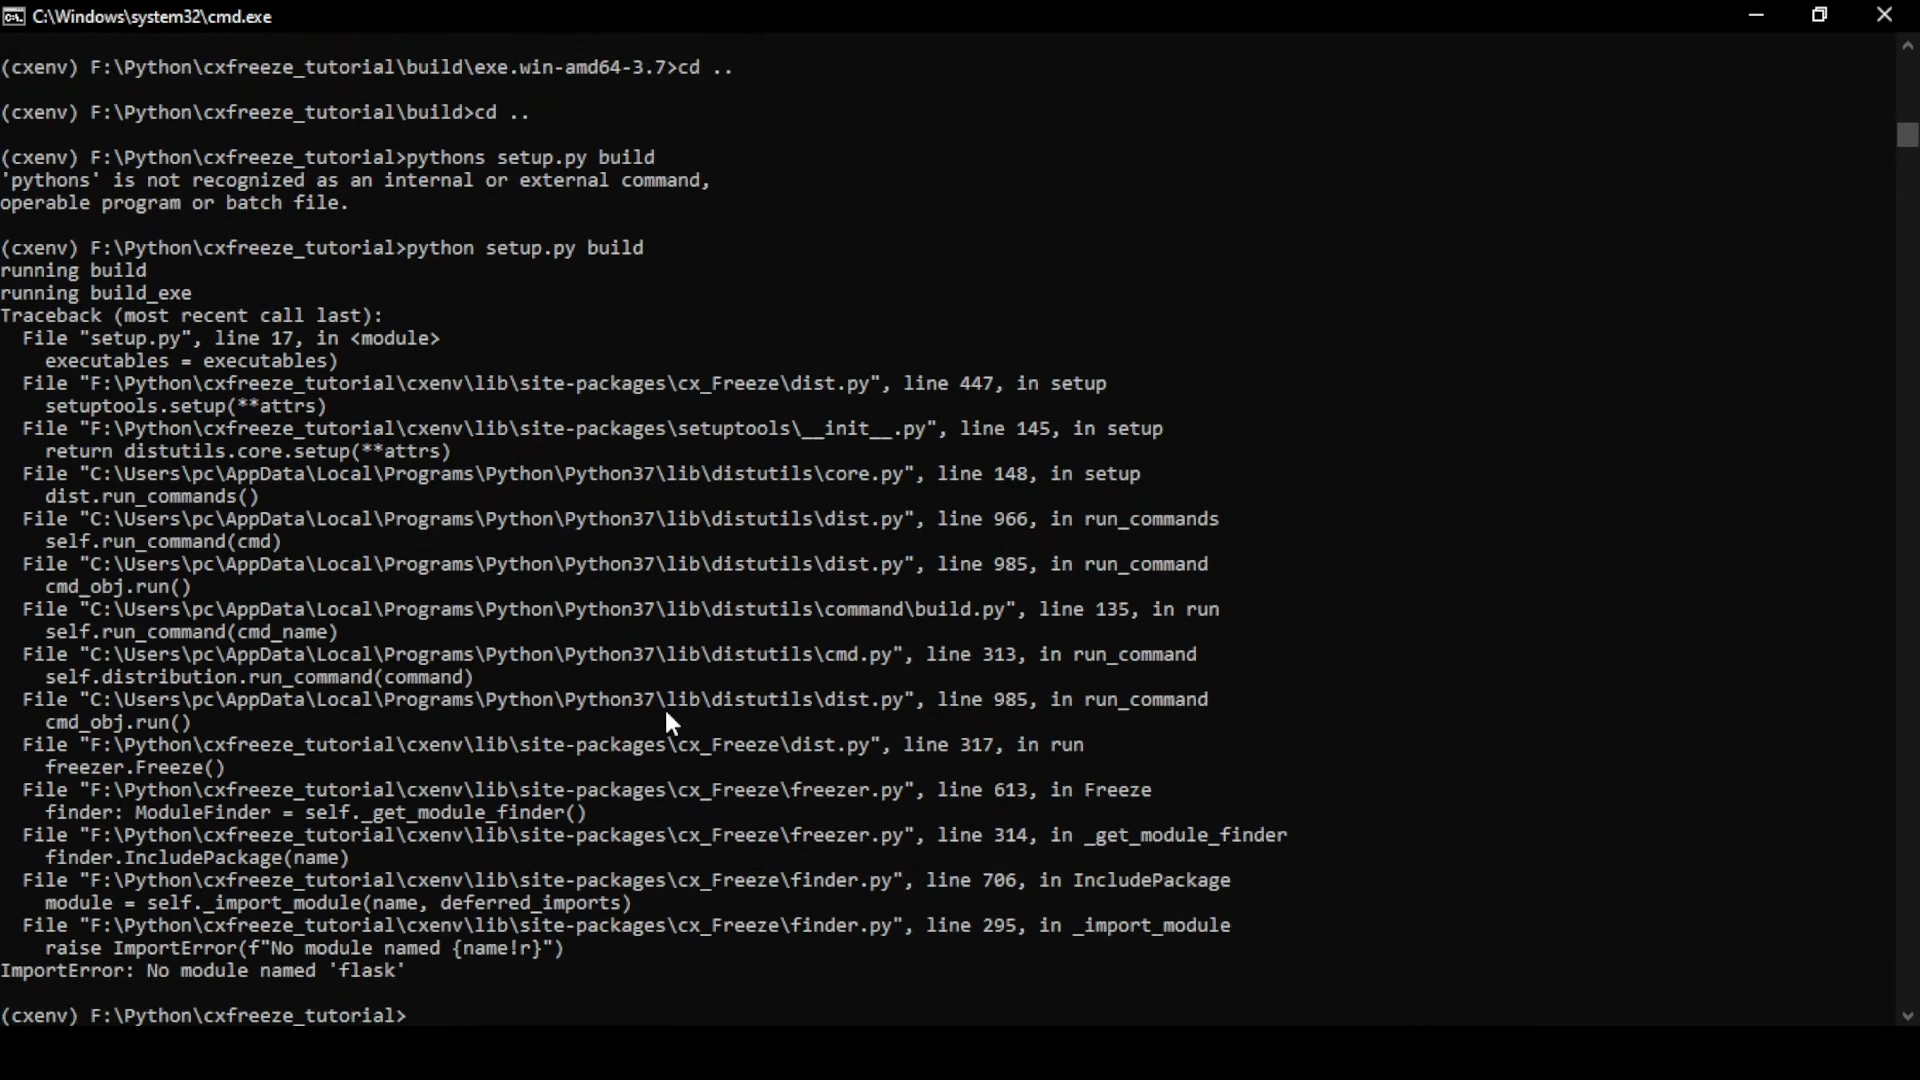 C:\Windows\system32\cmd.exe
(cxenv) F:\Python\cxfreeze_tutorial\build\exe.win-amd64-3.7>cd ..
(cxenv) F:\Python\cxfreeze_tutorial\build>cd ..
(cxenv) F:\Python\cxfreeze_tutorial>pythons setup.py build
'pythons' is not recognized as an internal or external command,
operable program or batch file.
(cxenv) F:\Python\cxfreeze_tutorial>python setup.py build
running build
running build_exe
Traceback (most recent call last):
  File "setup.py", line 17, in <module>
    executables = executables)
  File "F:\Python\cxfreeze_tutorial\cxenv\lib\site-packages\cx_Freeze\dist.py", line 447, in setup
    setuptools.setup(**attrs)
  File "F:\Python\cxfreeze_tutorial\cxenv\lib\site-packages\setuptools\__init__.py", line 145, in setup
    return distutils.core.setup(**attrs)
  File "C:\Users\pc\AppData\Local\Programs\Python\Python37\lib\distutils\core.py", line 148, in setup
    dist.run_commands()
  File "C:\Users\pc\AppData\Local\Programs\Python\Python37\lib\distutils\dist.py", line 966, in run_commands
    self.run_command(cmd)
  File "C:\Users\pc\AppData\Local\Programs\Python\Python37\lib\distutils\dist.py", line 985, in run_command
    cmd_obj.run()
  File "C:\Users\pc\AppData\Local\Programs\Python\Python37\lib\distutils\command\build.py", line 135, in run
    self.run_command(cmd_name)
  File "C:\Users\pc\AppData\Local\Programs\Python\Python37\lib\distutils\cmd.py", line 313, in run_command
    self.distribution.run_command(command)
  File "C:\Users\pc\AppData\Local\Programs\Python\Python37\lib\distutils\dist.py", line 985, in run_command
    cmd_obj.run()
  File "F:\Python\cxfreeze_tutorial\cxenv\lib\site-packages\cx_Freeze\dist.py", line 317, in run
    freezer.Freeze()
  File "F:\Python\cxfreeze_tutorial\cxenv\lib\site-packages\cx_Freeze\freezer.py", line 613, in Freeze
    finder: ModuleFinder = self._get_module_finder()
  File "F:\Python\cxfreeze_tutorial\cxenv\lib\site-packages\cx_Freeze\freezer.py", line 314, in _get_module_finder
    finder.IncludePackage(name)
  File "F:\Python\cxfreeze_tutorial\cxenv\lib\site-packages\cx_Freeze\finder.py", line 706, in IncludePackage
    module = self._import_module(name, deferred_imports)
  File "F:\Python\cxfreeze_tutorial\cxenv\lib\site-packages\cx_Freeze\finder.py", line 295, in _import_module
    raise ImportError(f"No module named {name!r}")
ImportError: No module named 'flask'
(cxenv) F:\Python\cxfreeze_tutorial>